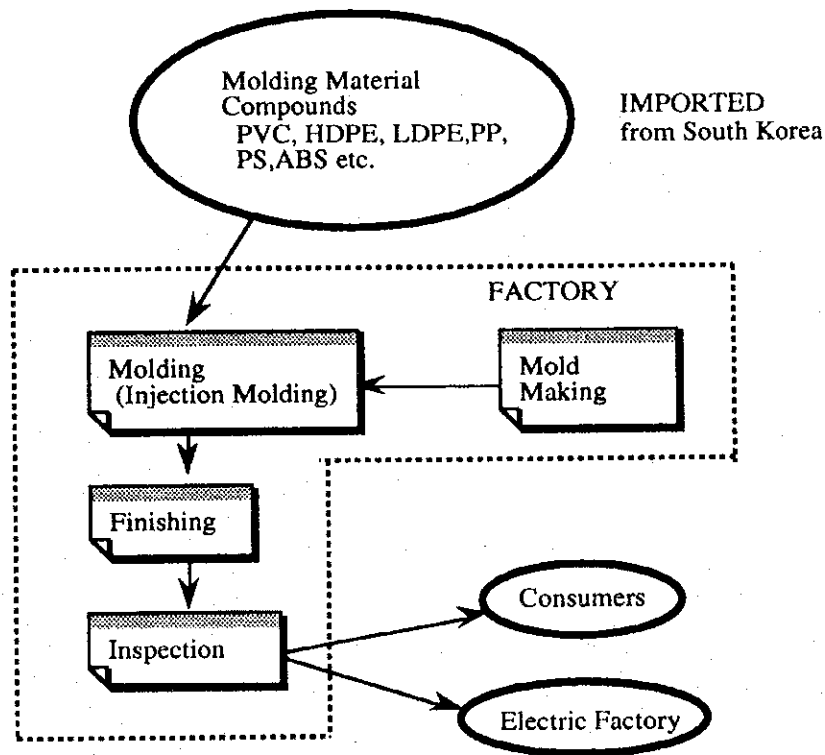 Molding Material
Compounds
PVC, HDPE, LDPE,PP,
PS,ABS etc.
IMPORTED
from South Korea
FACTORY
Molding
(Injection Molding)
Mold
Making
Finishing
Inspection
Consumers
Electric Factory